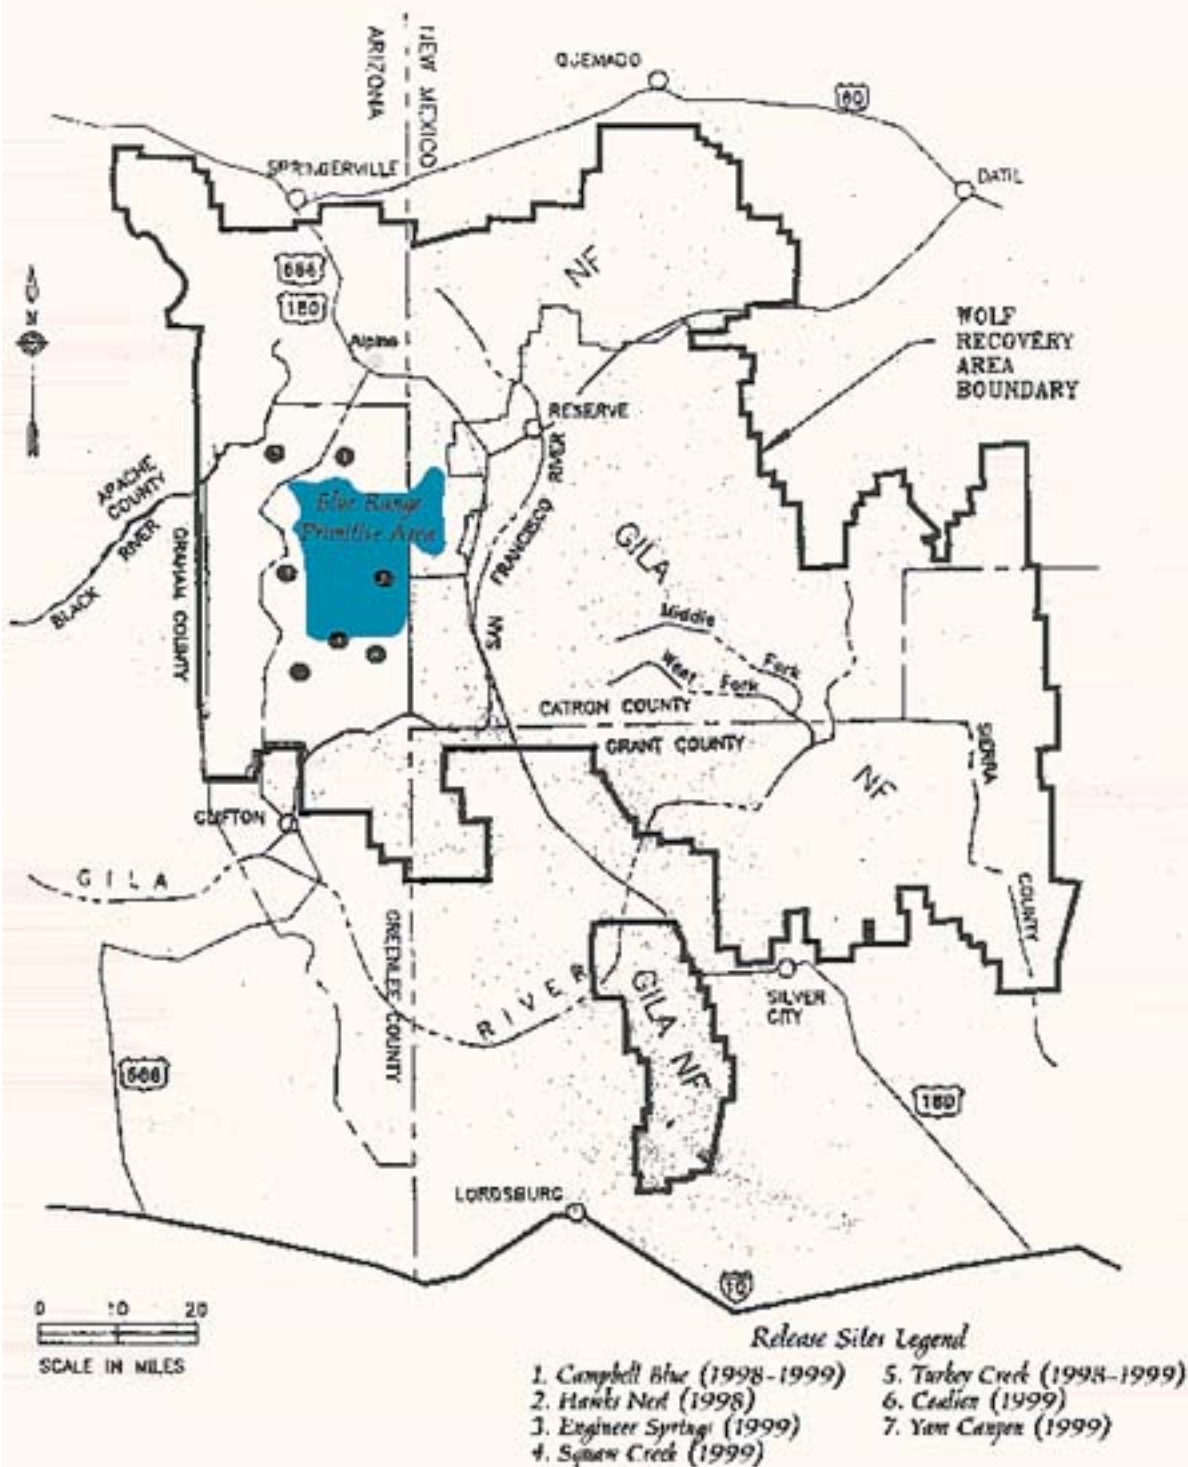 ARIZONA
NEW MEXICO
QUEMADO
60
SPRINGERVILLE
DATIL
NF
666
180
N
Alpine
WOLF
RECOVERY
AREA
BOUNDARY
RESERVE
APACHE
COUNTY
BLACK RIVER
GRAHAM COUNTY
Blue Range
Primitive Area
SAN FRANCISCO RIVER
GILA
Middle Fork
West Fork
CATRON COUNTY
GRANT COUNTY
NF
SIERRA COUNTY
CLIFTON
GILA RIVER
GREENLEE COUNTY
GILA NF
SILVER
CITY
666
180
LORDSBURG
10
0 10 20
SCALE IN MILES
Release Sites Legend
1. Campbell Blue (1998-1999)
2. Hawks Nest (1998)
3. Engineer Springs (1999)
4. Squaw Creek (1999)
5. Turkey Creek (1998-1999)
6. (1999)
7. Canyon (1999)